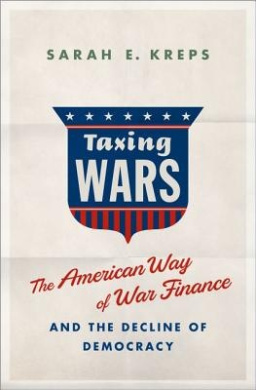 SARAH E. KREPS
Taxing
WARS
The American Way
of War Finance
AND THE DECLINE OF
DEMOCRACY